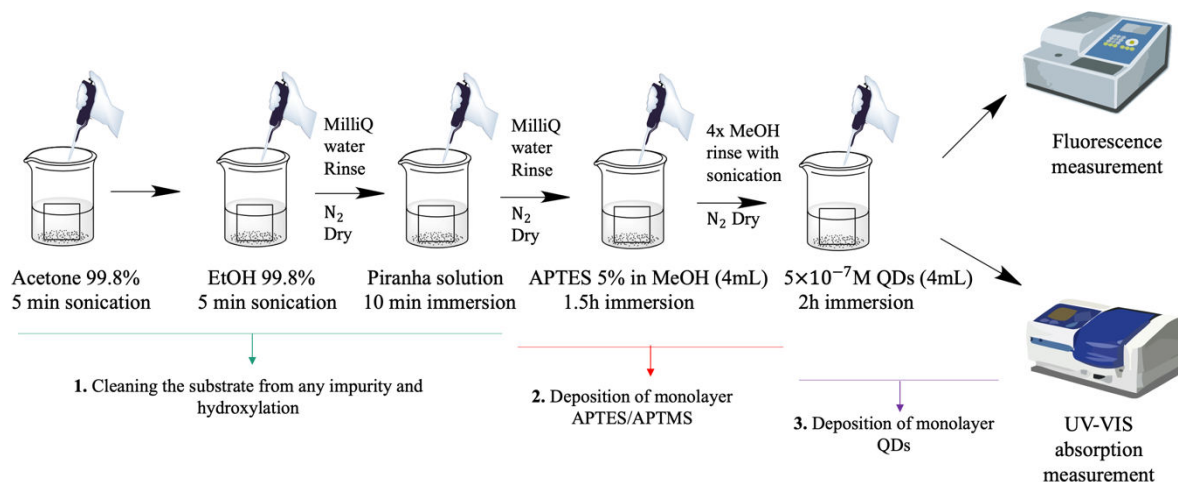 MilliQ
water
Rinse
N₂
Dry
MilliQ
water
Rinse
N₂
Dry
4x MeOH
rinse with
sonication
N₂ Dry
Fluorescence
measurement
Acetone 99.8%
5 min sonication
EtOH 99.8%
5 min sonication
Piranha solution
10 min immersion
APTES 5% in MeOH (4mL)
1.5h immersion
5×10⁻⁷M QDs (4mL)
2h immersion
1. Cleaning the substrate from any impurity and
hydroxylation
2. Deposition of monolayer
APTES/APTMS
3. Deposition of monolayer
QDs
UV-VIS
absorption
measurement